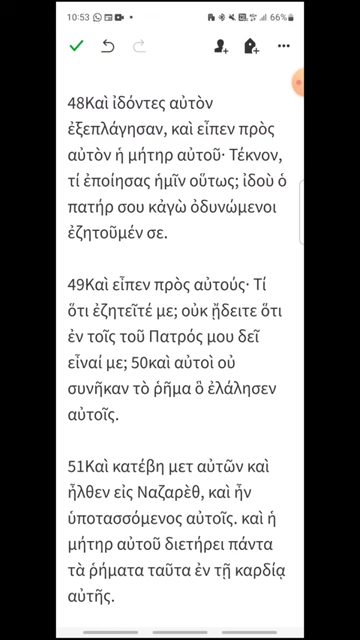 10:53
66%
48Καὶ ἰδόντες αὐτὸν
ἐξεπλάγησαν, καὶ εἶπεν πρὸς
αὐτὸν ἡ μήτηρ αὐτοῦ· Τέκνον,
τί ἐποίησας ἡμῖν οὕτως; ἰδοὺ ὁ
πατήρ σου κἀγὼ ὀδυνώμενοι
ἐζητοῦμέν σε.
49Καὶ εἶπεν πρὸς αὐτούς· Τί
ὅτι ἐζητεῖτέ με; οὐκ ᾔδειτε ὅτι
ἐν τοῖς τοῦ Πατρός μου δεῖ
εἶναί με; 50καὶ αὐτοὶ οὐ
συνῆκαν τὸ ῥῆμα ὃ ἐλάλησεν
αὐτοῖς.
51Καὶ κατέβη μετ αὐτῶν καὶ
ἦλθεν εἰς Ναζαρὲθ, καὶ ἦν
ὑποτασσόμενος αὐτοῖς. καὶ ἡ
μήτηρ αὐτοῦ διετήρει πάντα
τὰ ῥήματα ταῦτα ἐν τῇ καρδίᾳ
αὐτῆς.